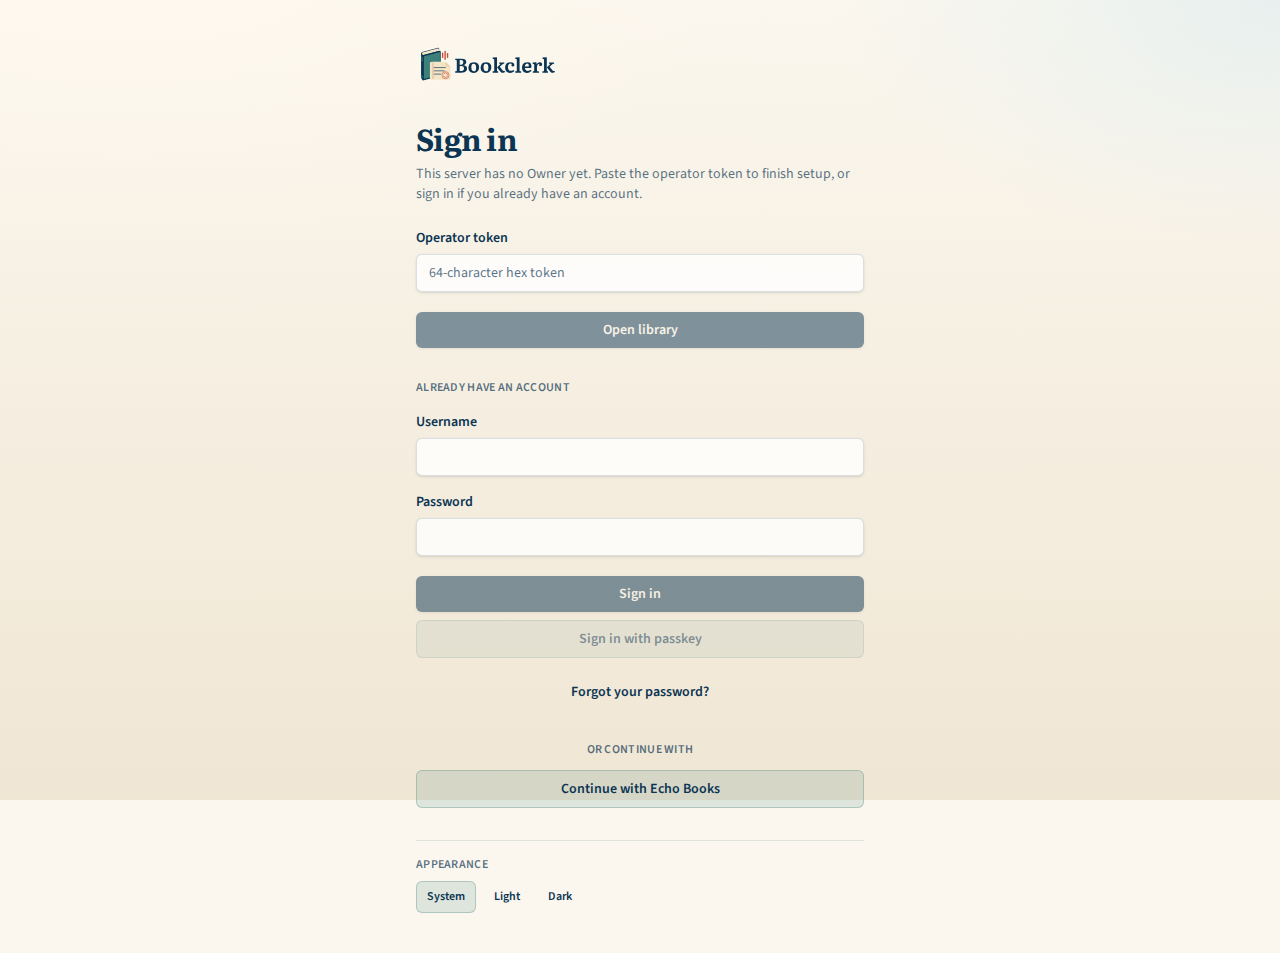 Bookclerk
Sign in
This server has no Owner yet. Paste the operator token to finish setup, or
sign in if you already have an account.
Operator token
64-character hex token
Open library
ALREADY HAVE AN ACCOUNT
Username
Password
Sign in
Sign in with passkey
Forgot your password?
OR CONTINUE WITH
Continue with Echo Books
APPEARANCE
System Light Dark